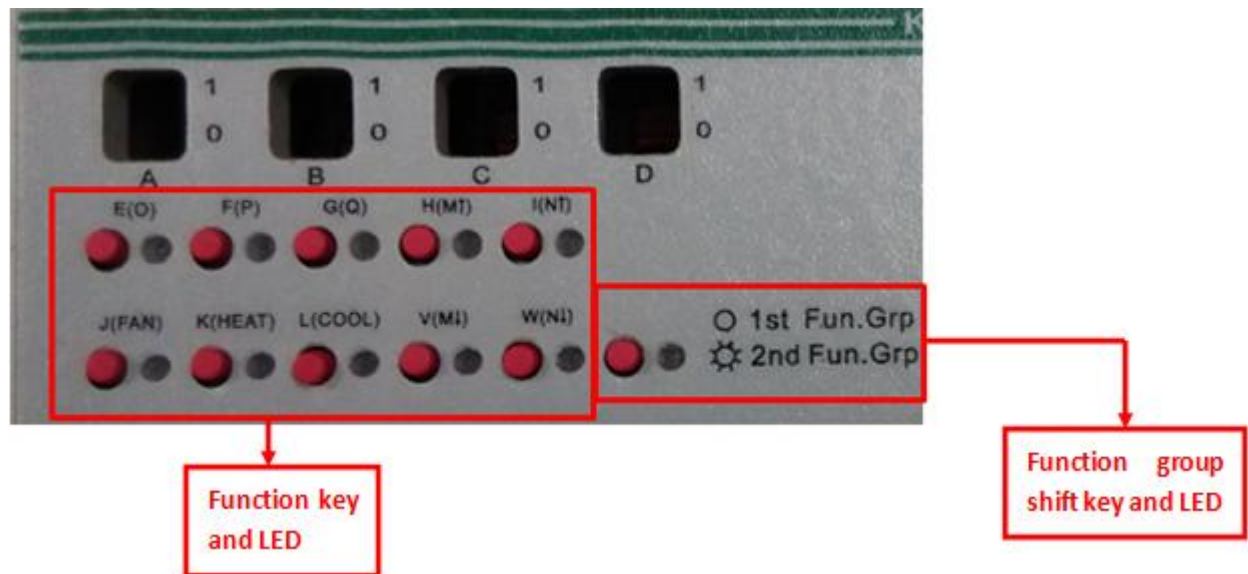 K
1 1 1 1
0 0 0 0
A B C D
E(O) F(P) G(Q) H(M↑) I(N↑)
J(FAN) K(HEAT) L(COOL) V(M↓) W(N↓)
1st Fun.Grp
2nd Fun.Grp
Function key
and LED
Function group
shift key and LED